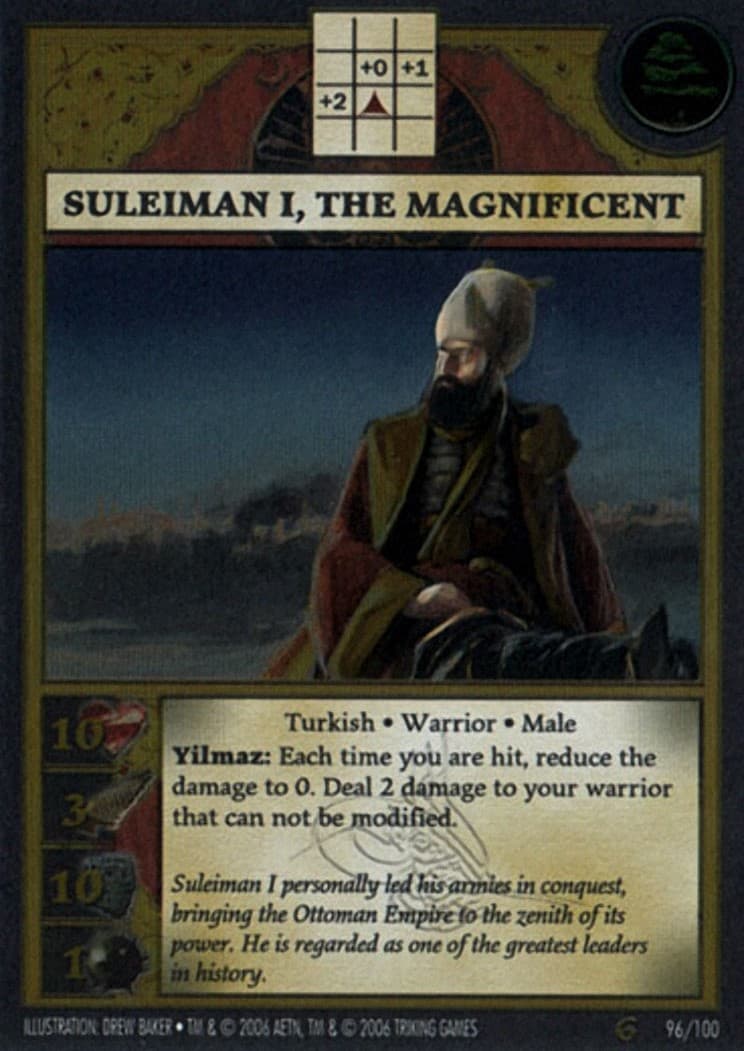 +0 +1
+2
SULEIMAN I, THE MAGNIFICENT
10
3
10
1
Turkish • Warrior • Male
Yilmaz: Each time you are hit, reduce the
damage to 0. Deal 2 damage to your warrior
that can not be modified.
Suleiman I personally led his armies in conquest,
bringing the Ottoman Empire to the zenith of its
power. He is regarded as one of the greatest leaders
in history.
ILLUSTRATION: DREW BAKER • TM & © 2006 AETN, TM & © 2006 TRIKING GAMES
96/100